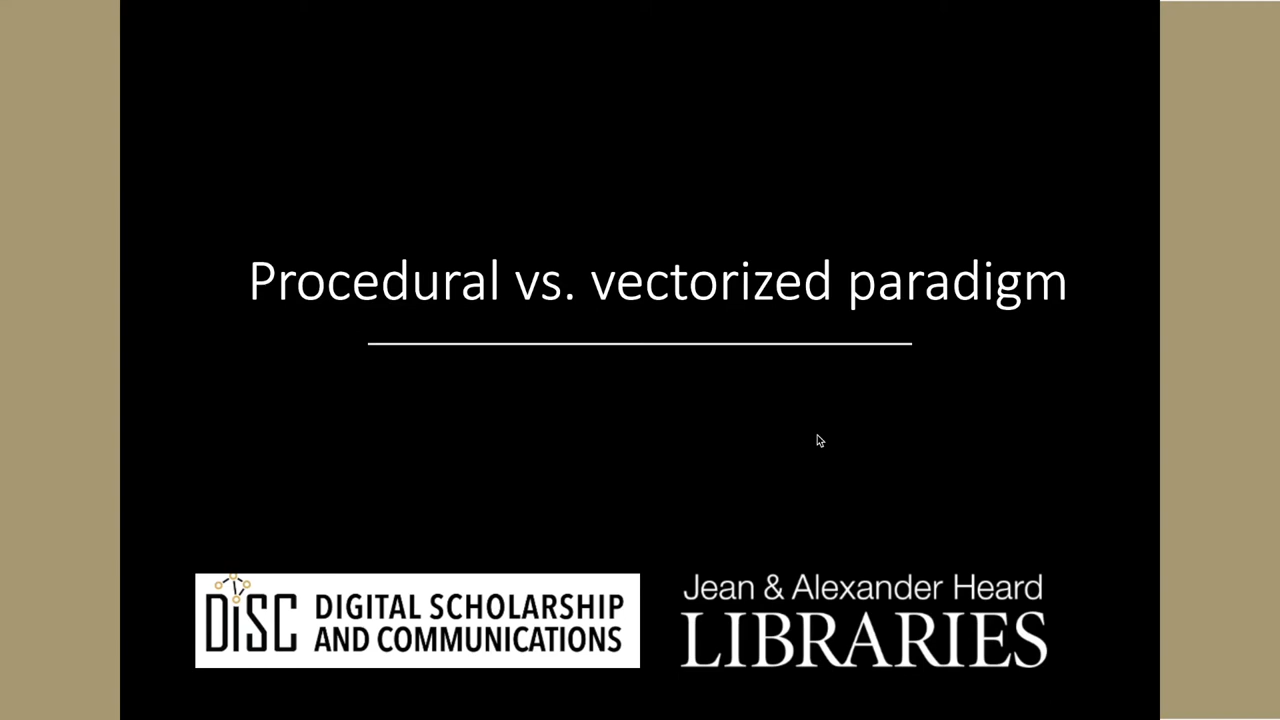 Procedural vs. vectorized paradigm
DiSC DIGITAL SCHOLARSHIP
AND COMMUNICATIONS
Jean & Alexander Heard
LIBRARIES